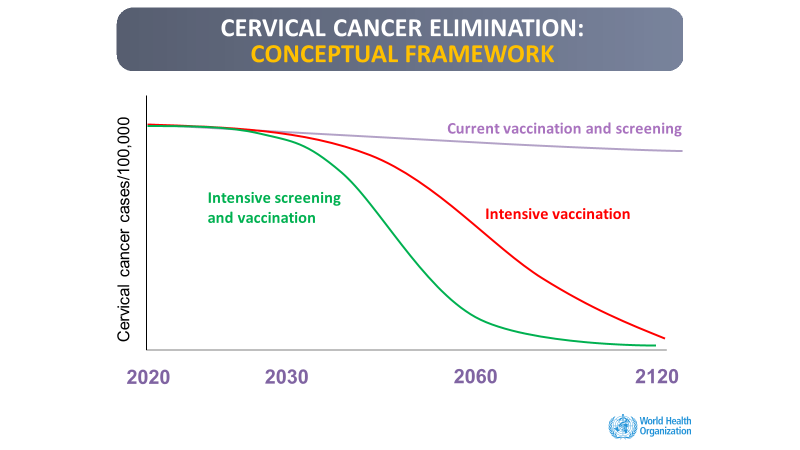 CERVICAL CANCER ELIMINATION:
CONCEPTUAL FRAMEWORK
Cervical cancer cases/100,000
Current vaccination and screening
Intensive screening
and vaccination
Intensive vaccination
2020
2030
2060
2120
World Health
Organization